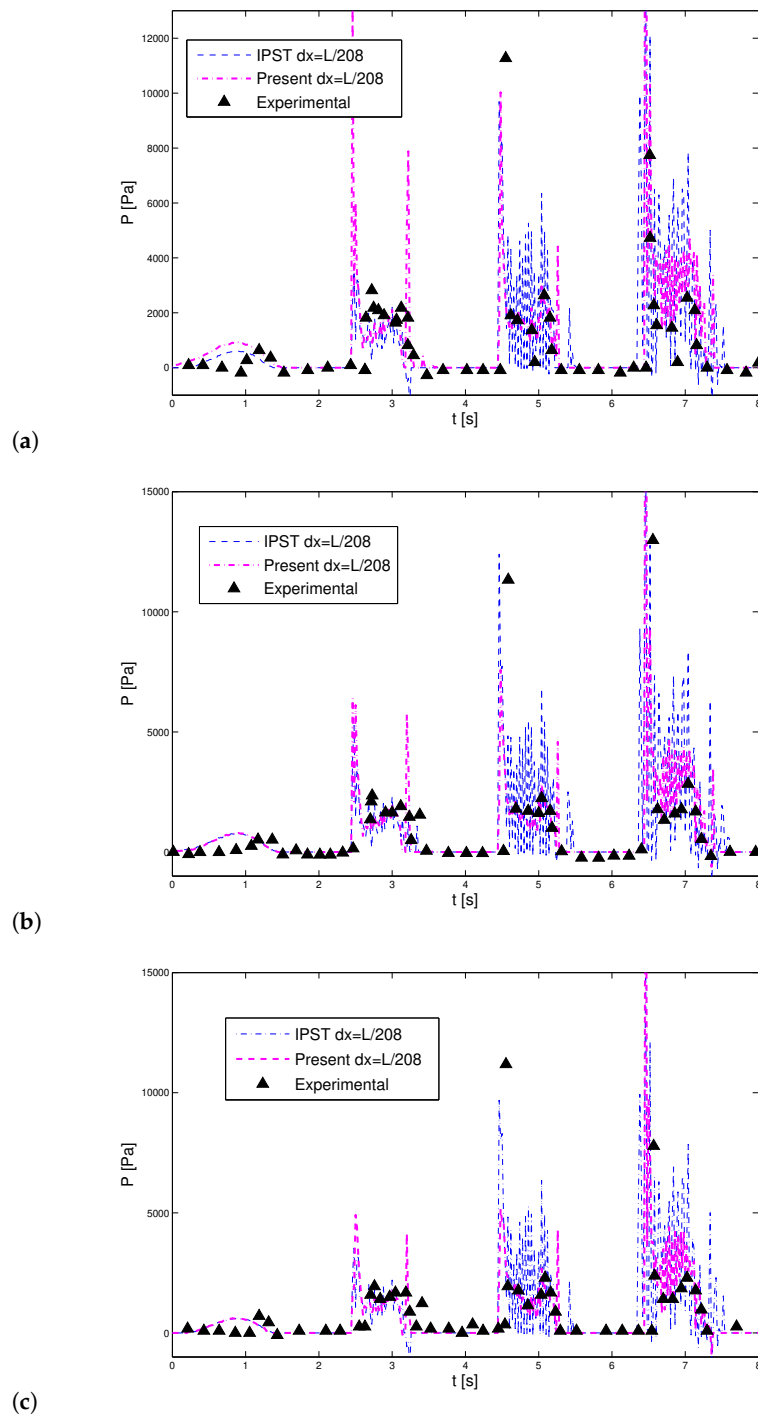 12000
10000
8000
6000
4000
2000
0
P [Pa]
IPST dx=L/208
Present dx=L/208
Experimental
0 1 2 3 4 5 6 7 8
t [s]
(a)
15000
10000
5000
0
P [Pa]
IPST dx=L/208
Present dx=L/208
Experimental
0 1 2 3 4 5 6 7 8
t [s]
(b)
15000
10000
5000
0
P [Pa]
IPST dx=L/208
Present dx=L/208
Experimental
0 1 2 3 4 5 6 7 8
t [s]
(c)